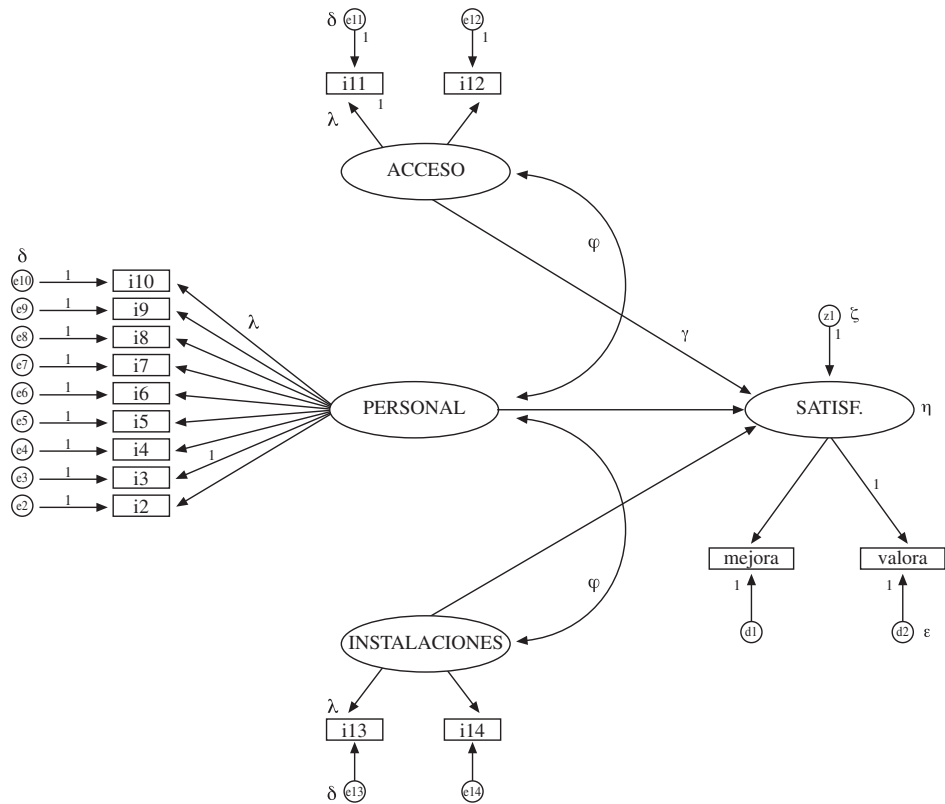 δ e11 e12
1 1
i11 i12
1
λ
ACCESO
φ
δ
e10 1 i10
e9 1 i9
e8 1 i8
e7 1 i7
e6 1 i6
e5 1 i5
e4 1 i4
e3 1 i3
e2 1 i2
λ
1
γ
z1 ζ
1
PERSONAL
SATISF. η
1
mejora valora
1 1
d1 d2 ε
φ
INSTALACIONES
λ
i13 i14
δ e13 e14